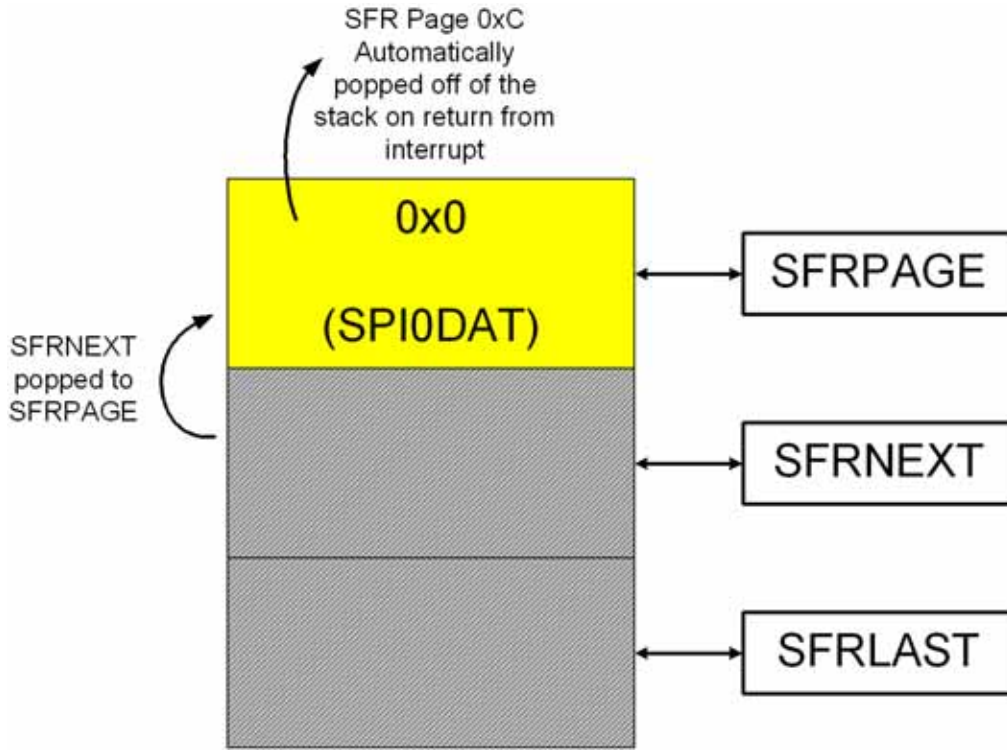 SFR Page 0xC
Automatically
popped off of the
stack on return from
interrupt
0x0
(SPI0DAT)
SFRPAGE
SFRNEXT
popped to
SFRPAGE
SFRNEXT
SFRLAST